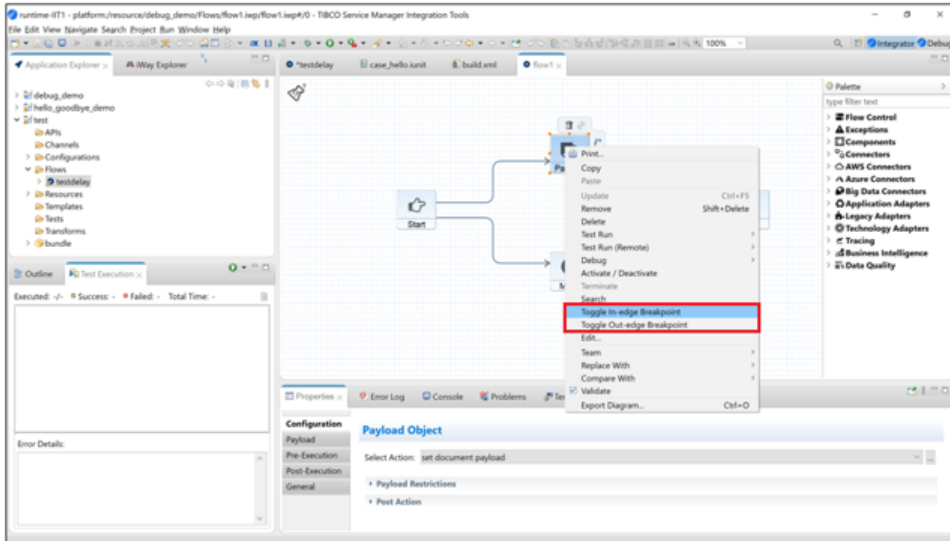 runtime-IIT1 - platform:/resource/debug_demo/Flows/flow1.iwp/flow1.iwp#/0 - TIBCO Service Manager Integration Tools
File Edit View Navigate Search Project Run Window Help
100%
Integrator Debug
Application Explorer
iWay Explorer
*testdelay
case_hello.iunit
build.xml
flow1
debug_demo
hello_goodbye_demo
test
APIs
Channels
Configurations
Flows
testdelay
Resources
Templates
Tests
Transforms
bundle
Outline
Test Execution
Executed: -/- Success: - Failed: - Total Time: -
Error Details:
Start
Print...
Copy
Paste
Update Ctrl+F5
Remove Shift+Delete
Delete
Test Run
Test Run (Remote)
Debug
Activate / Deactivate
Terminate
Search
Toggle In-edge Breakpoint
Toggle Out-edge Breakpoint
Edit...
Team
Replace With
Compare With
Validate
Export Diagram... Ctrl+O
Palette
type filter text
Flow Control
Exceptions
Components
Connectors
AWS Connectors
Azure Connectors
Big Data Connectors
Application Adapters
Legacy Adapters
Technology Adapters
Tracing
Business Intelligence
Data Quality
Properties
Error Log
Console
Problems
Configuration
Payload
Pre-Execution
Post-Execution
General
Payload Object
Select Action: set document payload
...
Payload Restrictions
Post Action